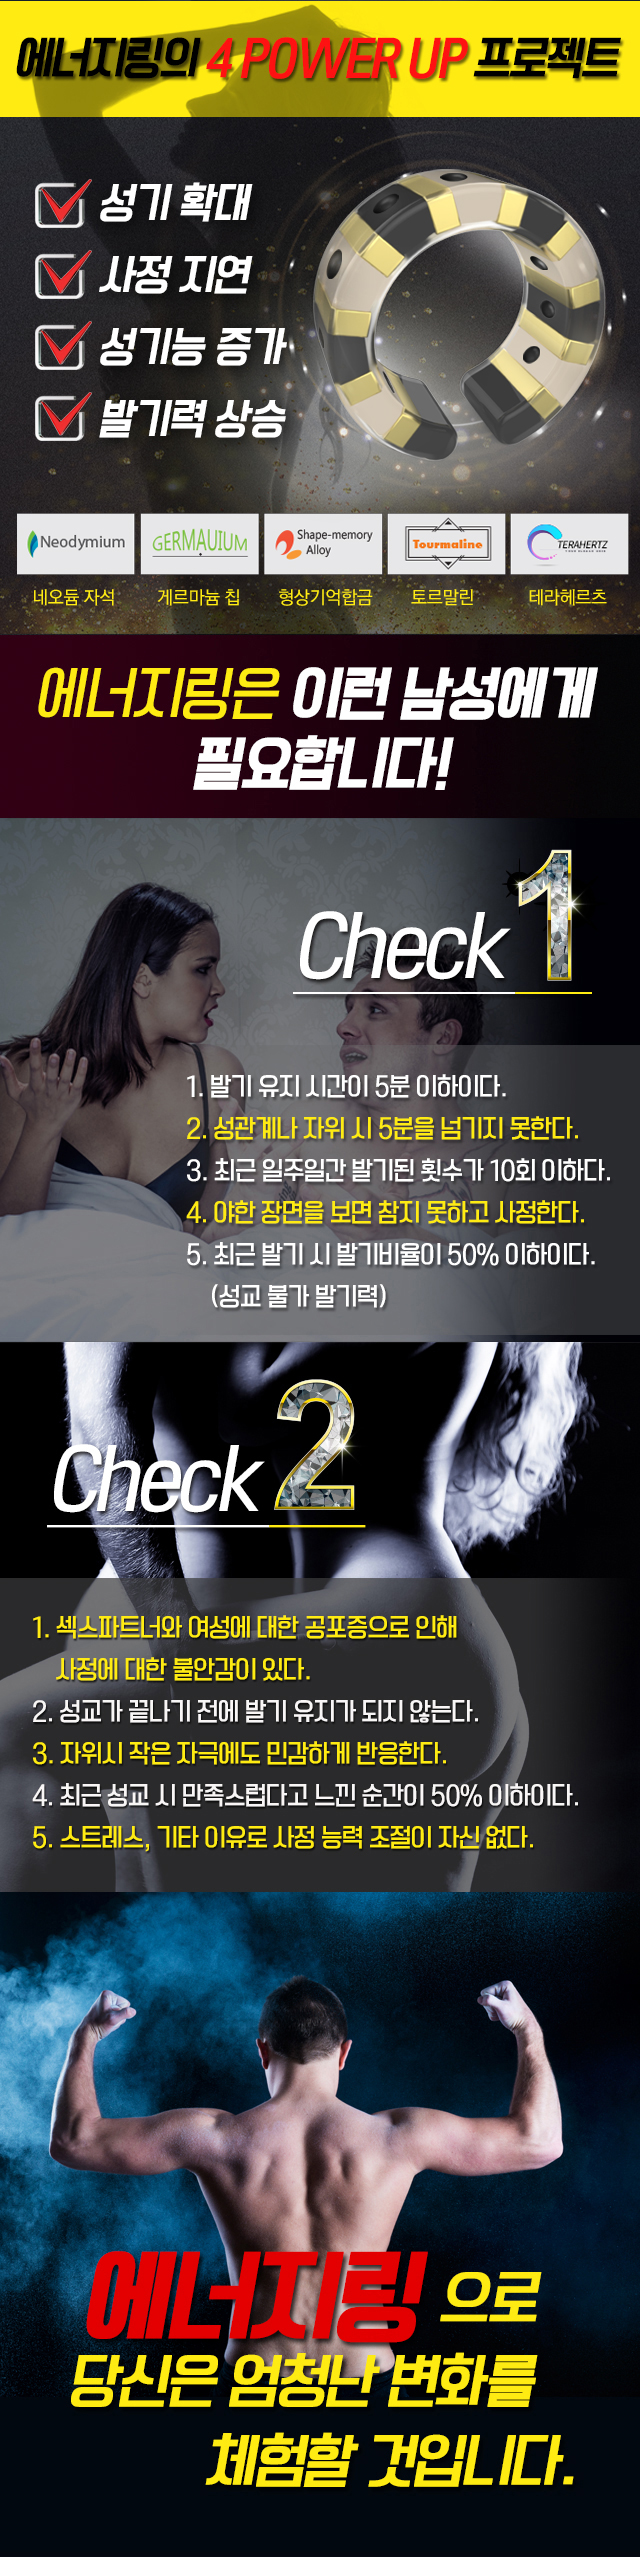 에너지링의 4 POWER UP 프로젝트
성기 확대
사정 지연
성기능 증가
발기력 상승
Neodymium
GERMAUIUM
Shape-memory
Alloy
Tourmaline
TERAHERTZ
네오듐 자석
게르마늄 칩
형상기억합금
토르말린
테라헤르츠
에너지링은 이런 남성에게
필요합니다!
Check 1
1. 발기 유지 시간이 5분 이하이다.
2. 성관계나 자위 시 5분을 넘기지 못한다.
3. 최근 일주일간 발기된 횟수가 10회 이하다.
4. 야한 장면을 보면 참지 못하고 사정한다.
5. 최근 발기 시 발기비율이 50% 이하이다.
(성교 불가 발기력)
Check 2
1. 섹스파트너와 여성에 대한 공포증으로 인해
사정에 대한 불안감이 있다.
2. 성교가 끝나기 전에 발기 유지가 되지 않는다.
3. 자위시 작은 자극에도 민감하게 반응한다.
4. 최근 성교 시 만족스럽다고 느낀 순간이 50% 이하이다.
5. 스트레스, 기타 이유로 사정 능력 조절이 자신 없다.
에너지링 으로
당신은 엄청난 변화를
체험할 것입니다.